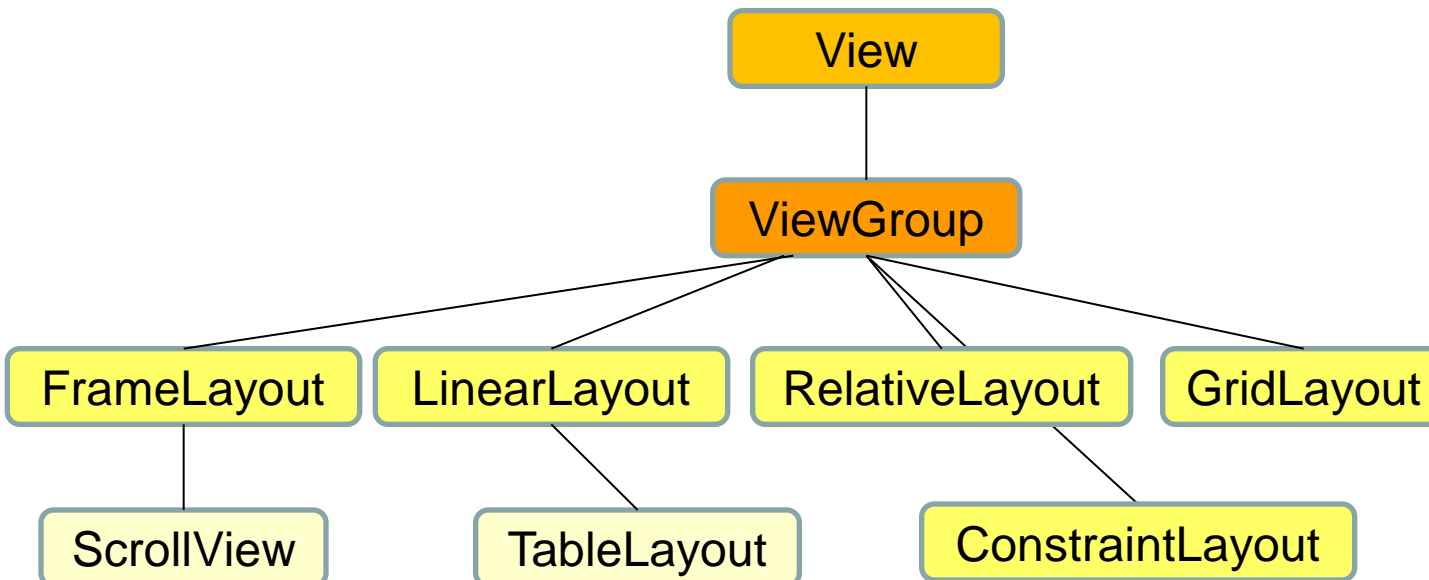 View
ViewGroup
FrameLayout
LinearLayout
RelativeLayout
GridLayout
ScrollView
TableLayout
ConstraintLayout